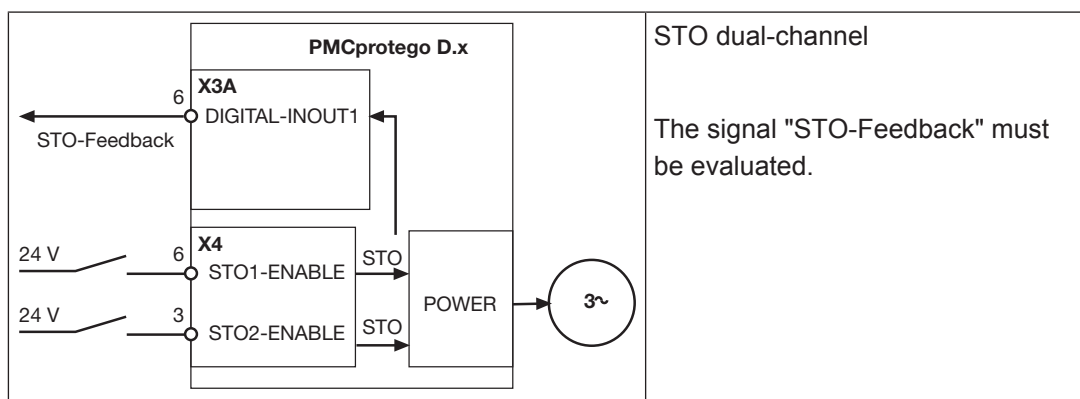 PMCprotego D.x
X3A
6
DIGITAL-INOUT1
STO-Feedback
X4
24 V
6
STO1-ENABLE
STO
24 V
3
STO2-ENABLE
STO
POWER
3~
STO dual-channel
The signal "STO-Feedback" must
be evaluated.